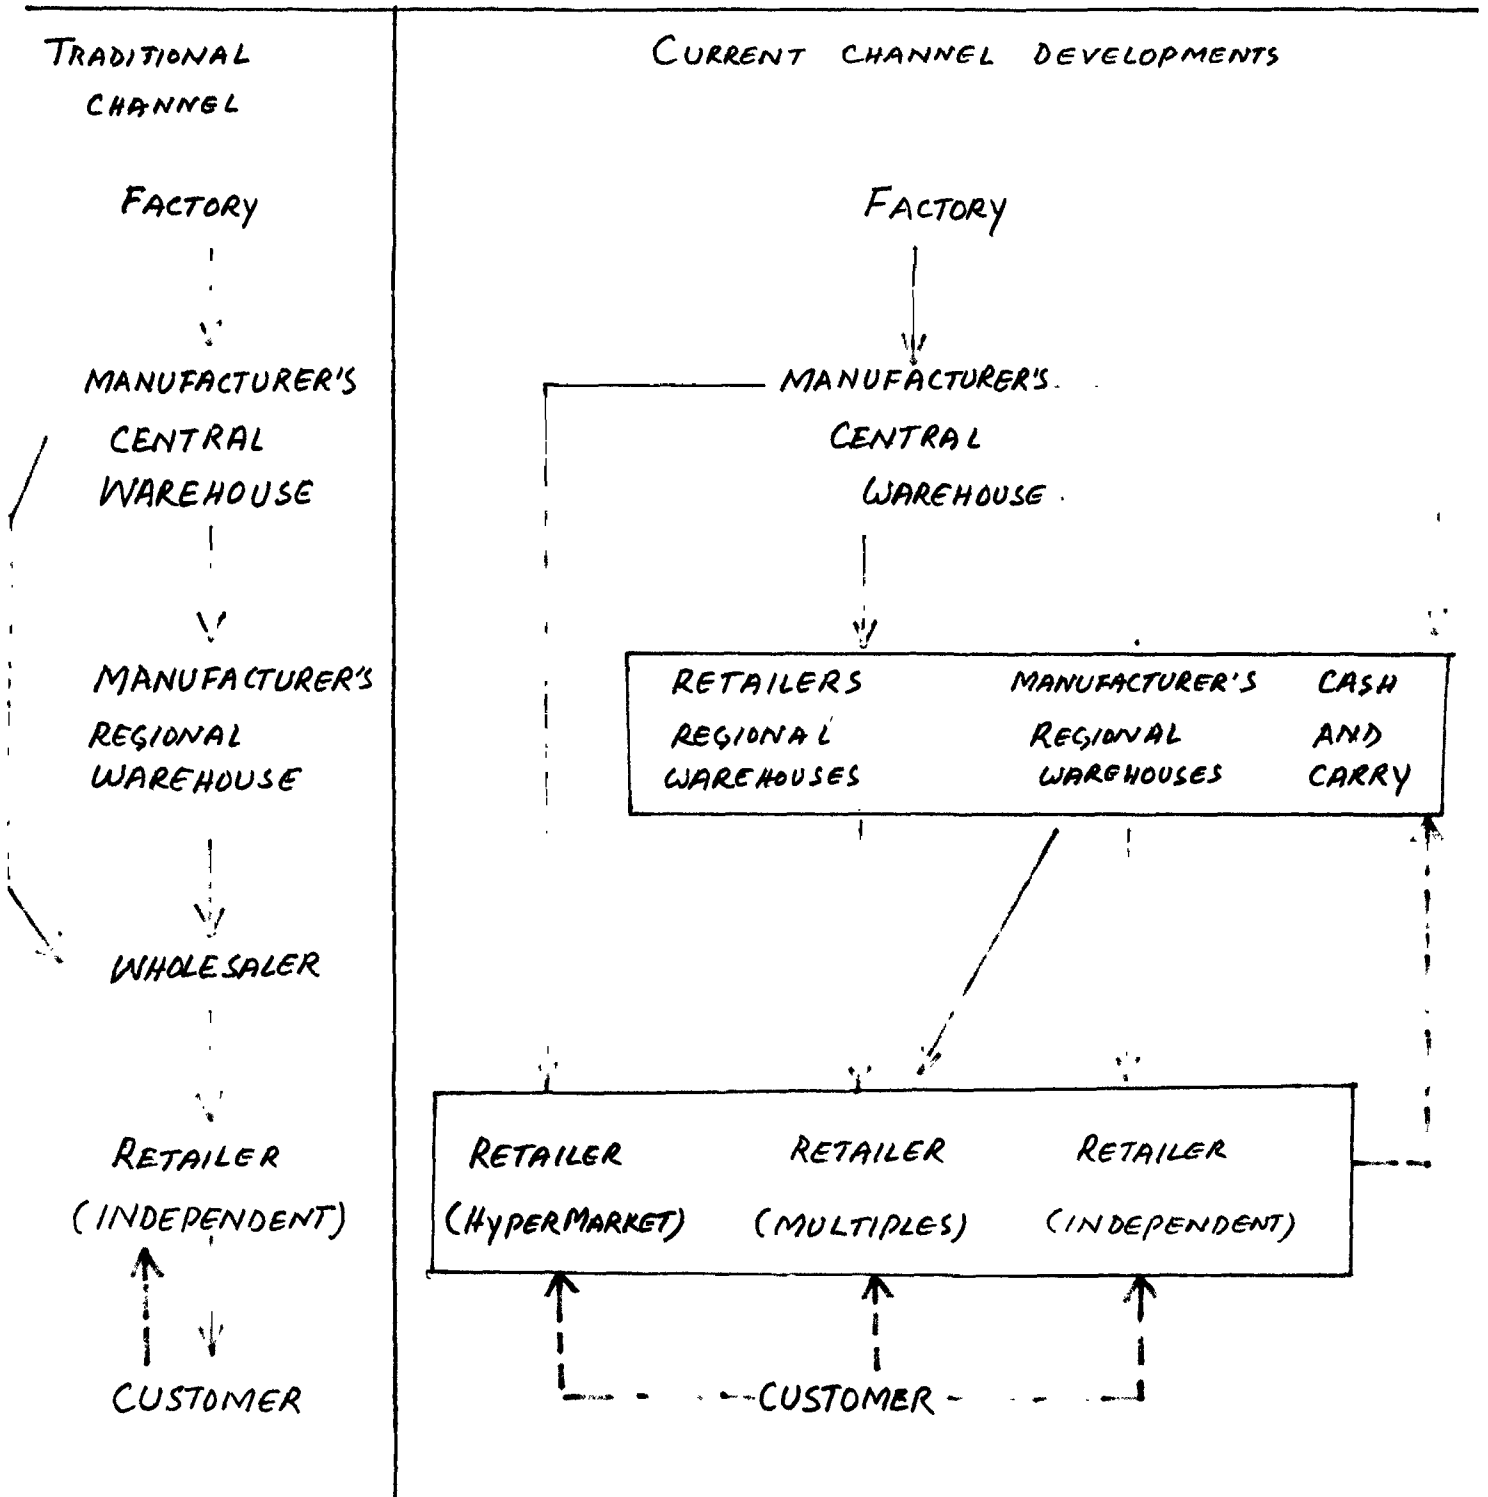 TRADITIONAL
CHANNEL
FACTORY
MANUFACTURER'S
CENTRAL
WAREHOUSE
MANUFACTURER'S
REGIONAL
WAREHOUSE
WHOLESALER
RETAILER
(INDEPENDENT)
CUSTOMER
CURRENT CHANNEL DEVELOPMENTS
FACTORY
MANUFACTURER'S
CENTRAL
WAREHOUSE
RETAILERS
REGIONAL
WAREHOUSES
MANUFACTURER'S
REGIONAL
WAREHOUSES
CASH
AND
CARRY
RETAILER
(HYPERMARKET)
RETAILER
(MULTIPLES)
RETAILER
(INDEPENDENT)
CUSTOMER